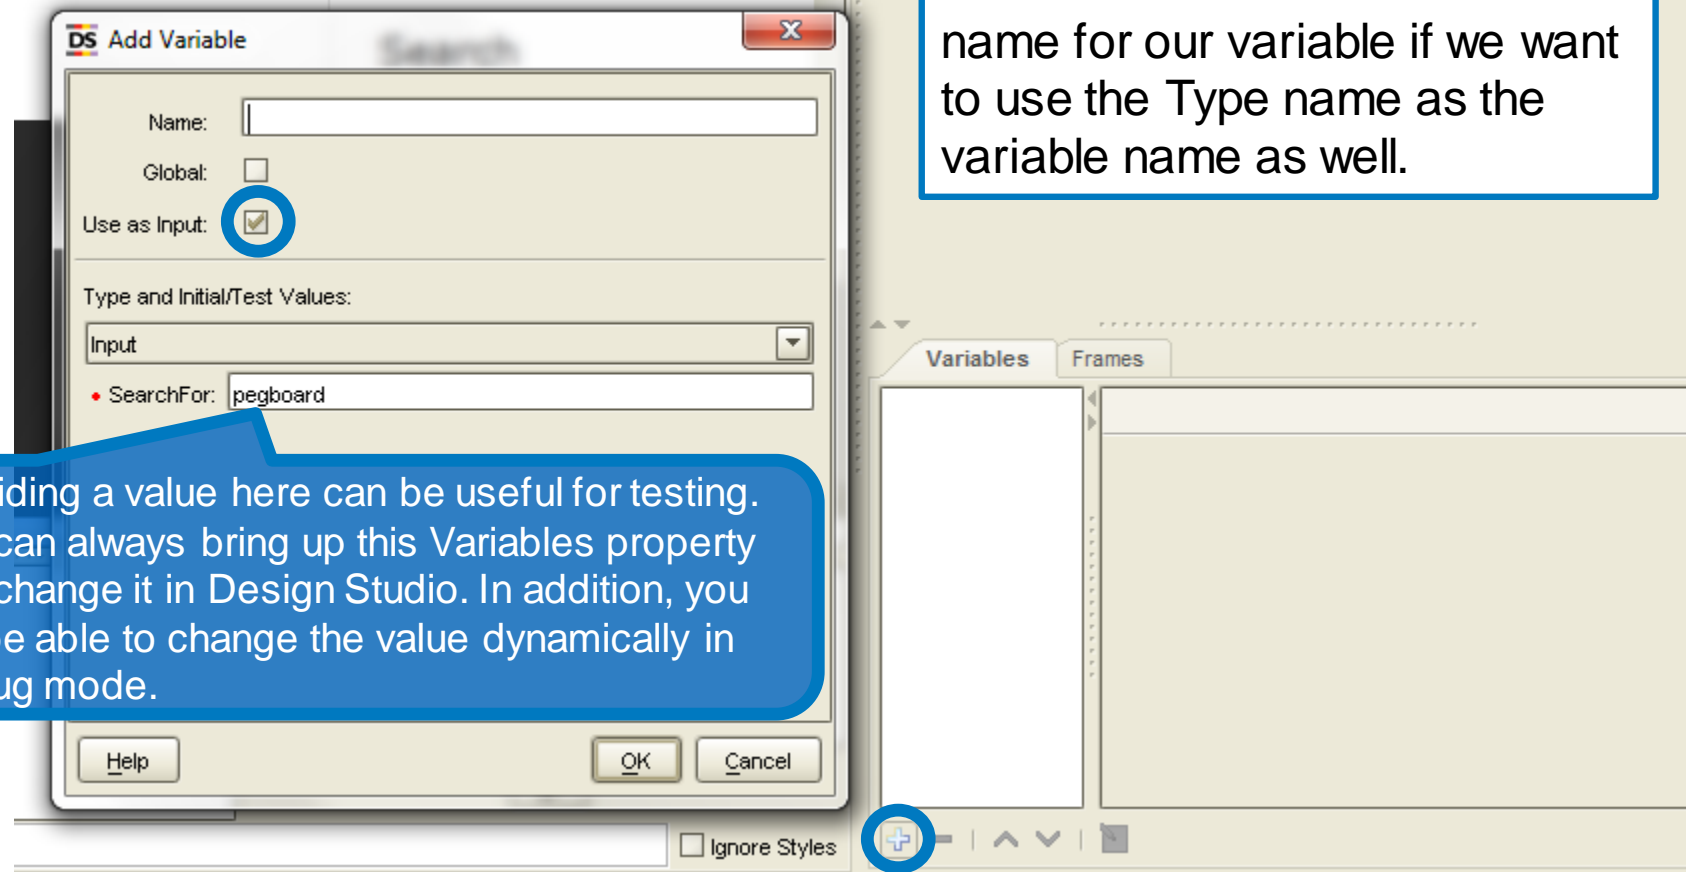 DS Add Variable
Search
Name:
Global:
Use as Input:
Type and Initial/Test Values:
Input
SearchFor: pegboard
iding a value here can be useful for testing.
can always bring up this Variables property
change it in Design Studio. In addition, you
be able to change the value dynamically in
ug mode.
Help
OK
Cancel
Ignore Styles
name for our variable if we want
to use the Type name as the
variable name as well.
Variables
Frames